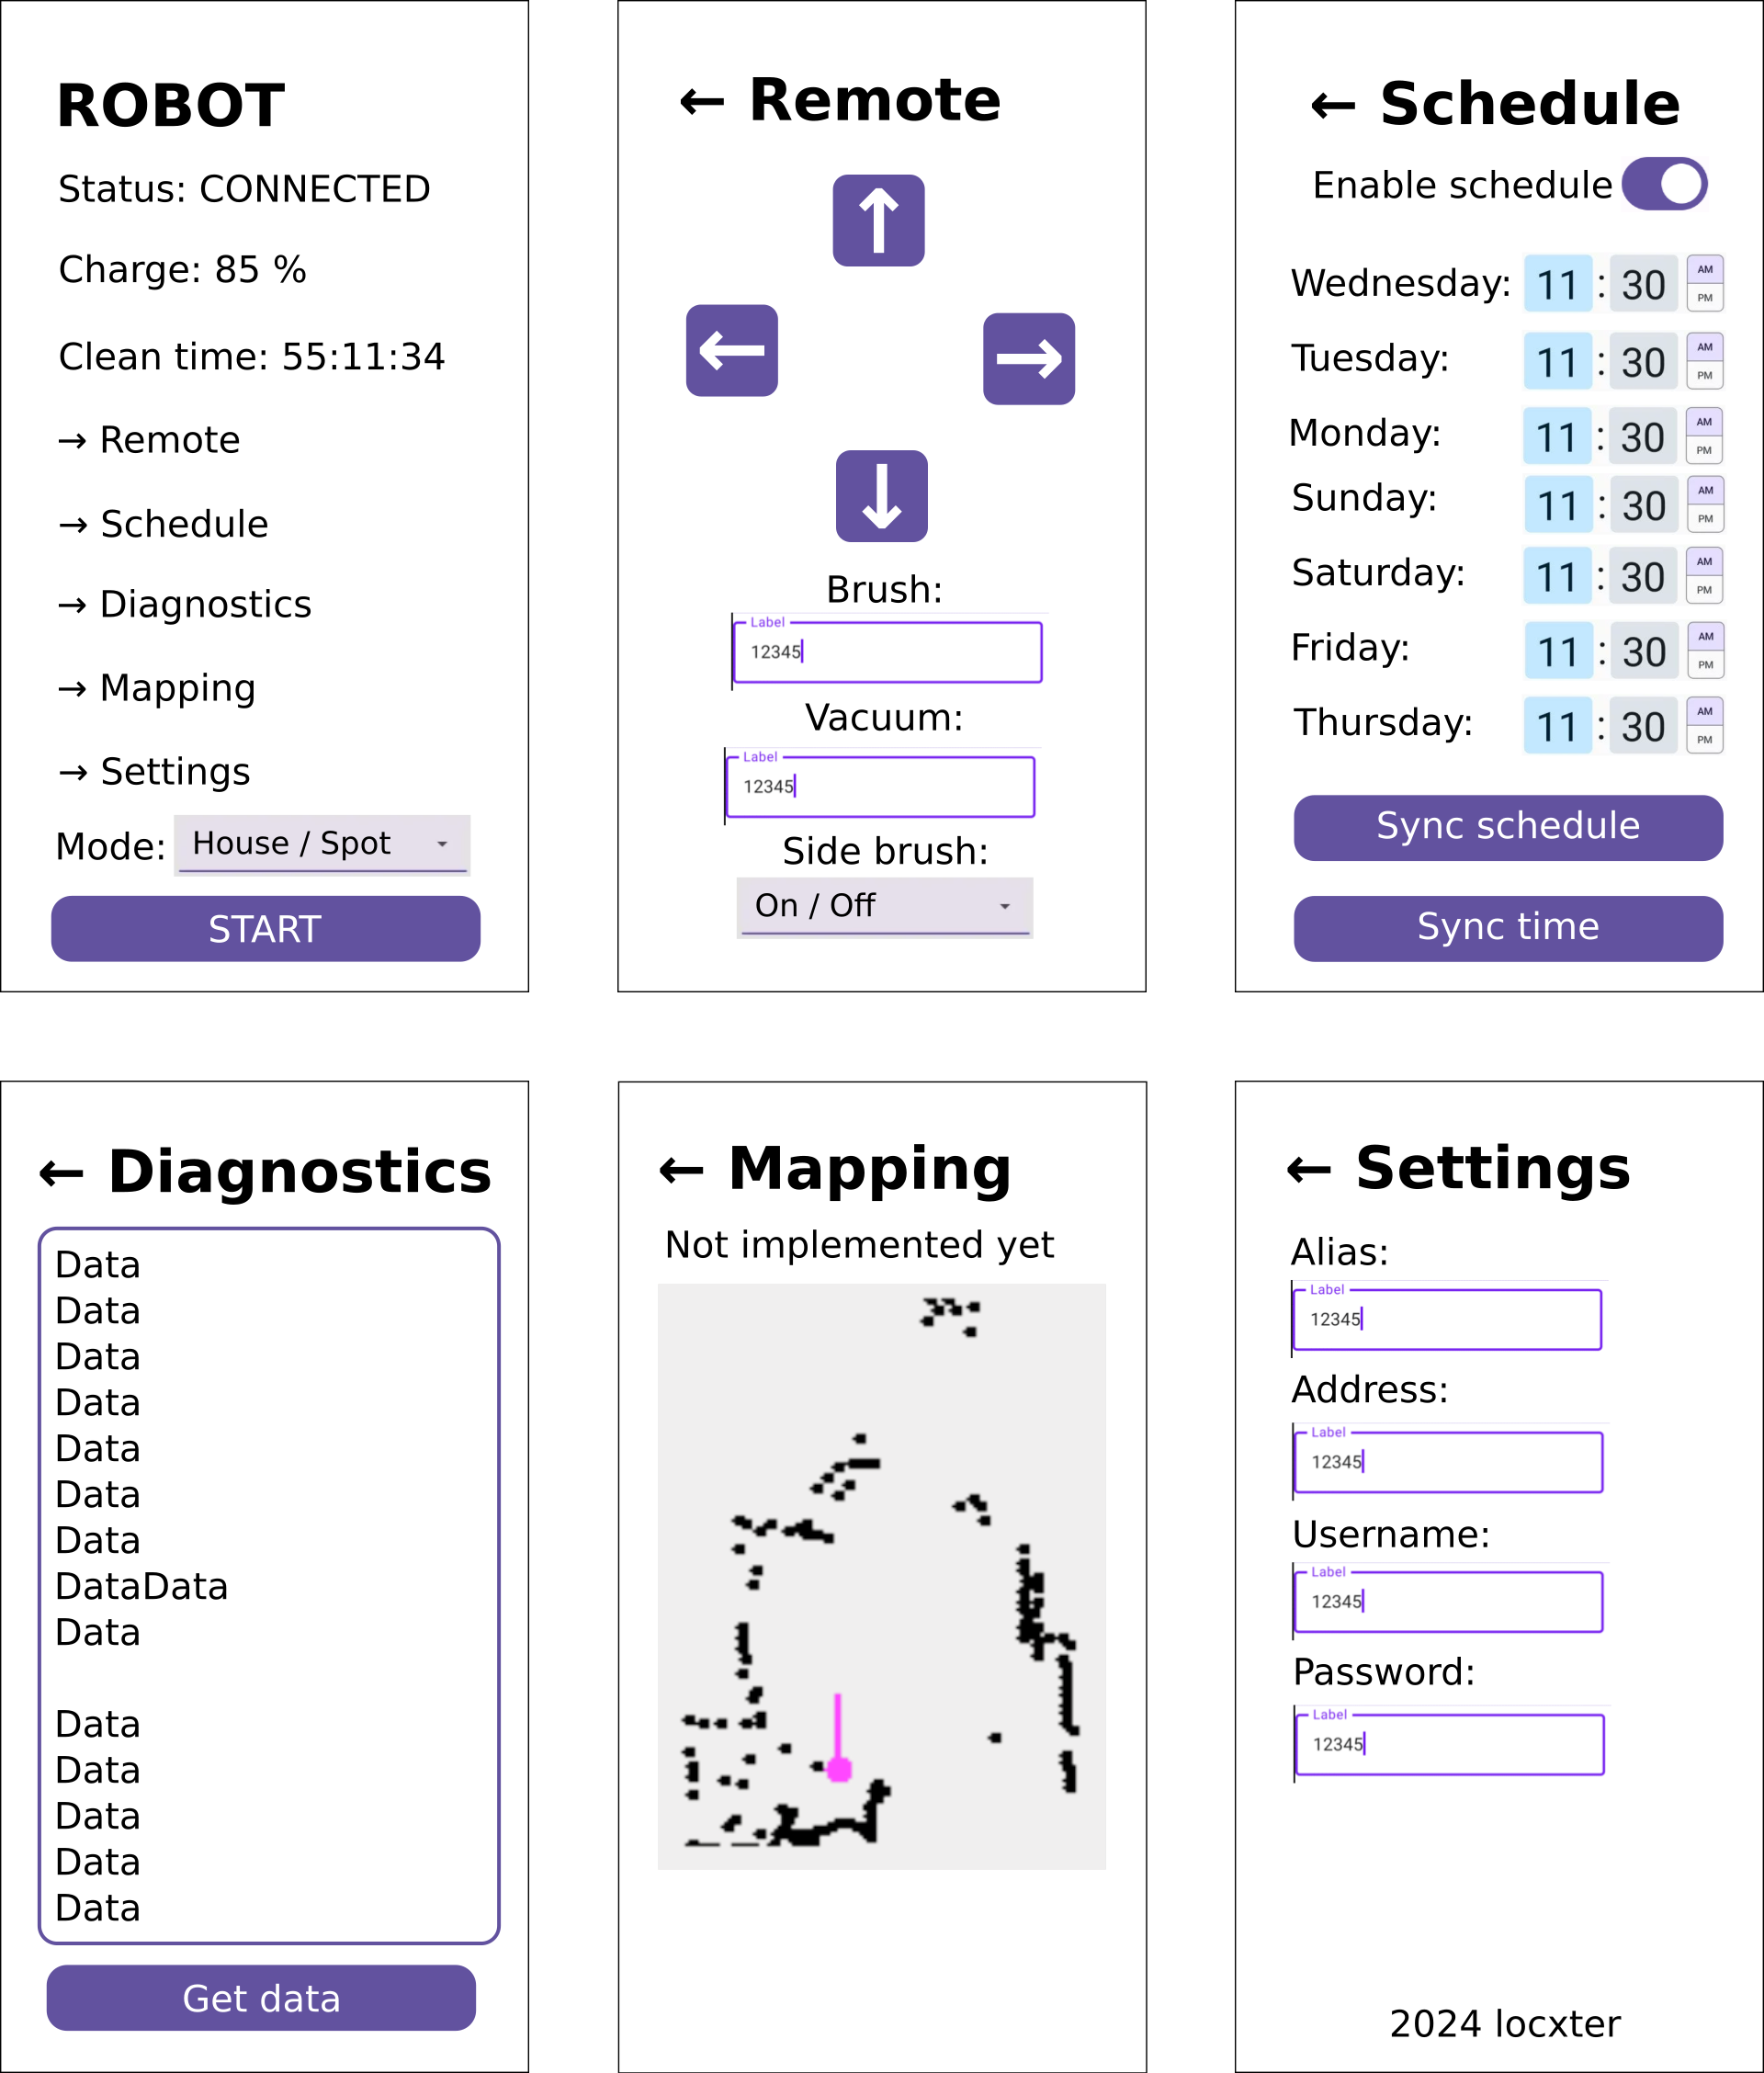 ROBOT
Status: CONNECTED
Charge: 85 %
Clean time: 55:11:34
→ Remote
→ Schedule
→ Diagnostics
→ Mapping
→ Settings
Mode: House / Spot
START
← Remote
↑
←
→
↓
Brush:
Label
12345
Vacuum:
Label
12345
Side brush:
On / Off
← Schedule
Enable schedule
Wednesday: 11 : 30 AM
PM
Tuesday: 11 : 30 AM
PM
Monday: 11 : 30 AM
PM
Sunday: 11 : 30 AM
PM
Saturday: 11 : 30 AM
PM
Friday: 11 : 30 AM
PM
Thursday: 11 : 30 AM
PM
Sync schedule
Sync time
← Diagnostics
Data
Data
Data
Data
Data
Data
Data
DataData
Data
Data
Data
Data
Data
Data
Get data
← Mapping
Not implemented yet
← Settings
Alias:
Label
12345
Address:
Label
12345
Username:
Label
12345
Password:
Label
12345
2024 locxter